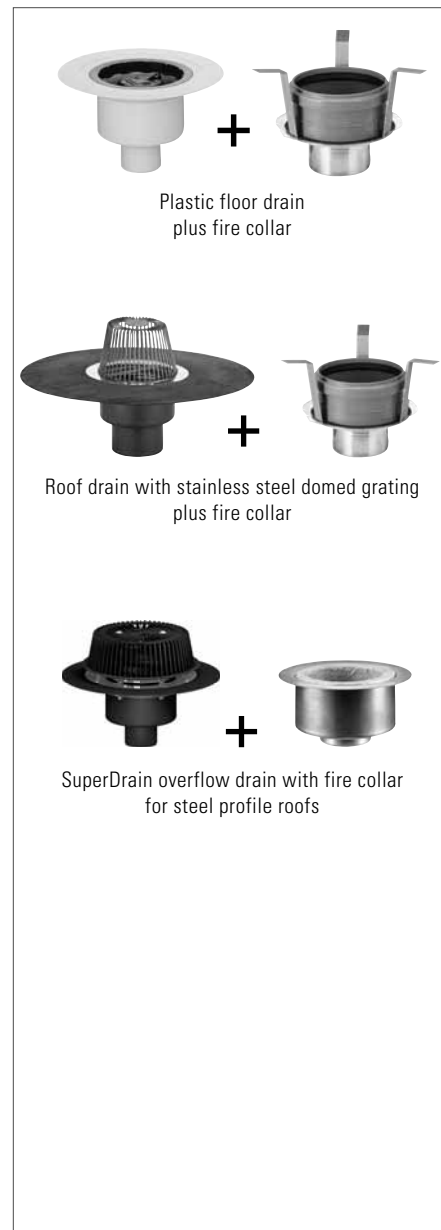 +
Plastic floor drain
plus fire collar
+
Roof drain with stainless steel domed grating
plus fire collar
+
SuperDrain overflow drain with fire collar
for steel profile roofs